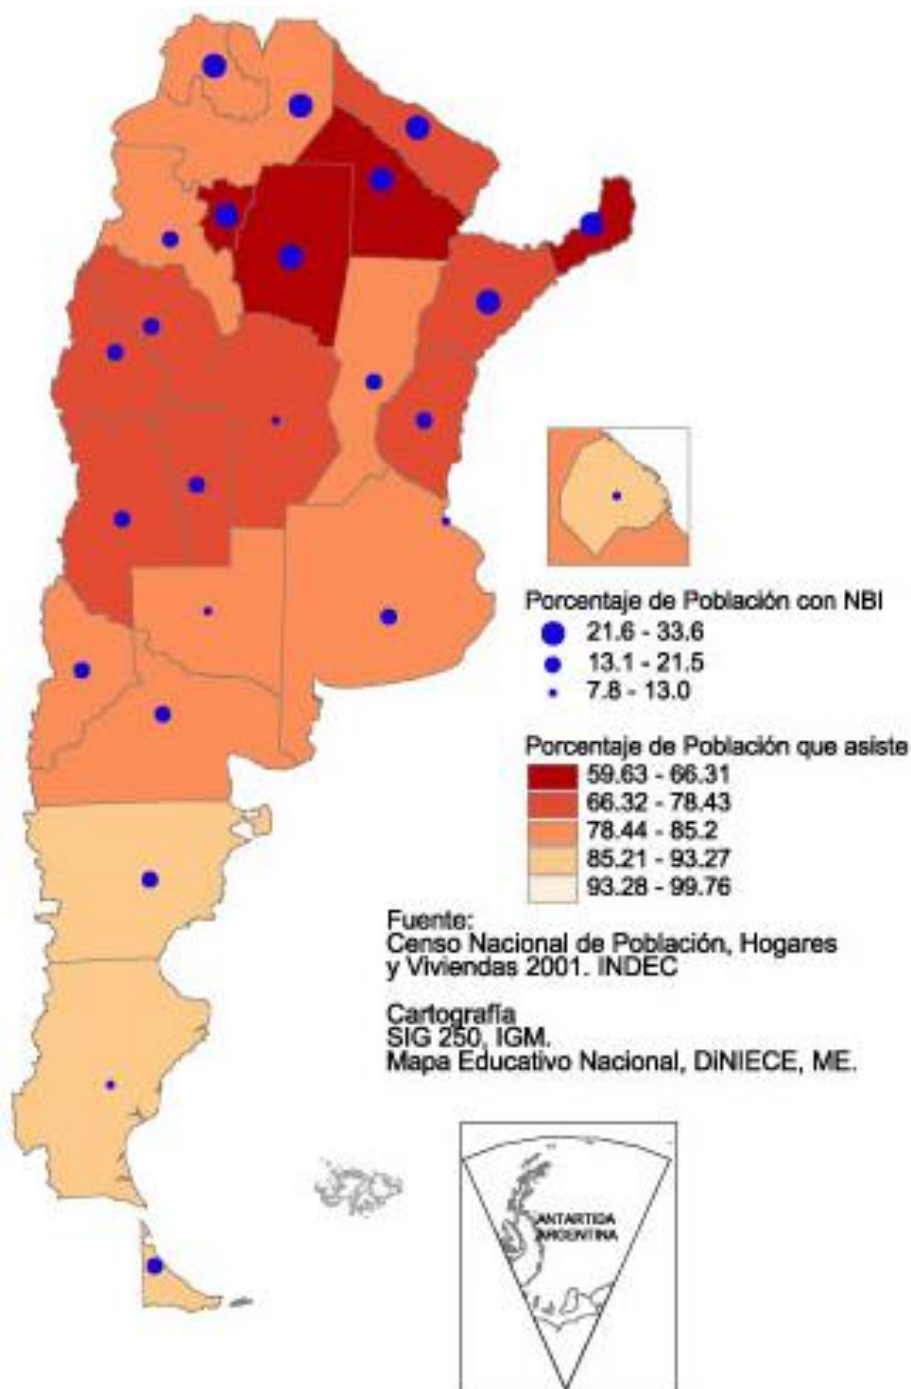 Porcentaje de Población con NBI
21.6 - 33.6
13.1 - 21.5
7.8 - 13.0
Porcentaje de Población que asiste
59.63 - 66.31
66.32 - 78.43
78.44 - 85.2
85.21 - 93.27
93.28 - 99.76
Fuente:
Censo Nacional de Población, Hogares
y Viviendas 2001. INDEC
Cartografía
SIG 250, IGM.
Mapa Educativo Nacional, DiNIECE, ME.
ANTARTIDA
ARGENTINA